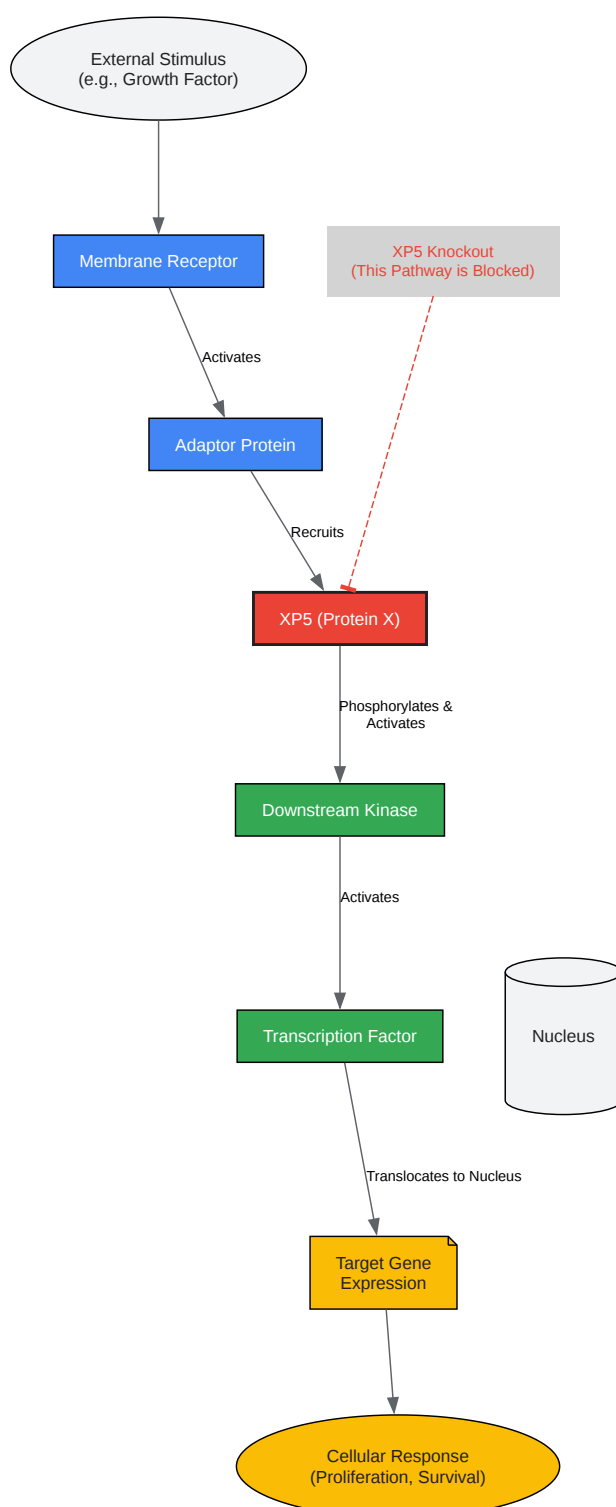 External Stimulus
(e.g., Growth Factor)
Membrane Receptor
XP5 Knockout
(This Pathway is Blocked)
Activates
Adaptor Protein
Recruits
XP5 (Protein X)
Phosphorylates &
Activates
Downstream Kinase
Activates
Transcription Factor
Nucleus
Translocates to Nucleus
Target Gene
Expression
Cellular Response
(Proliferation, Survival)